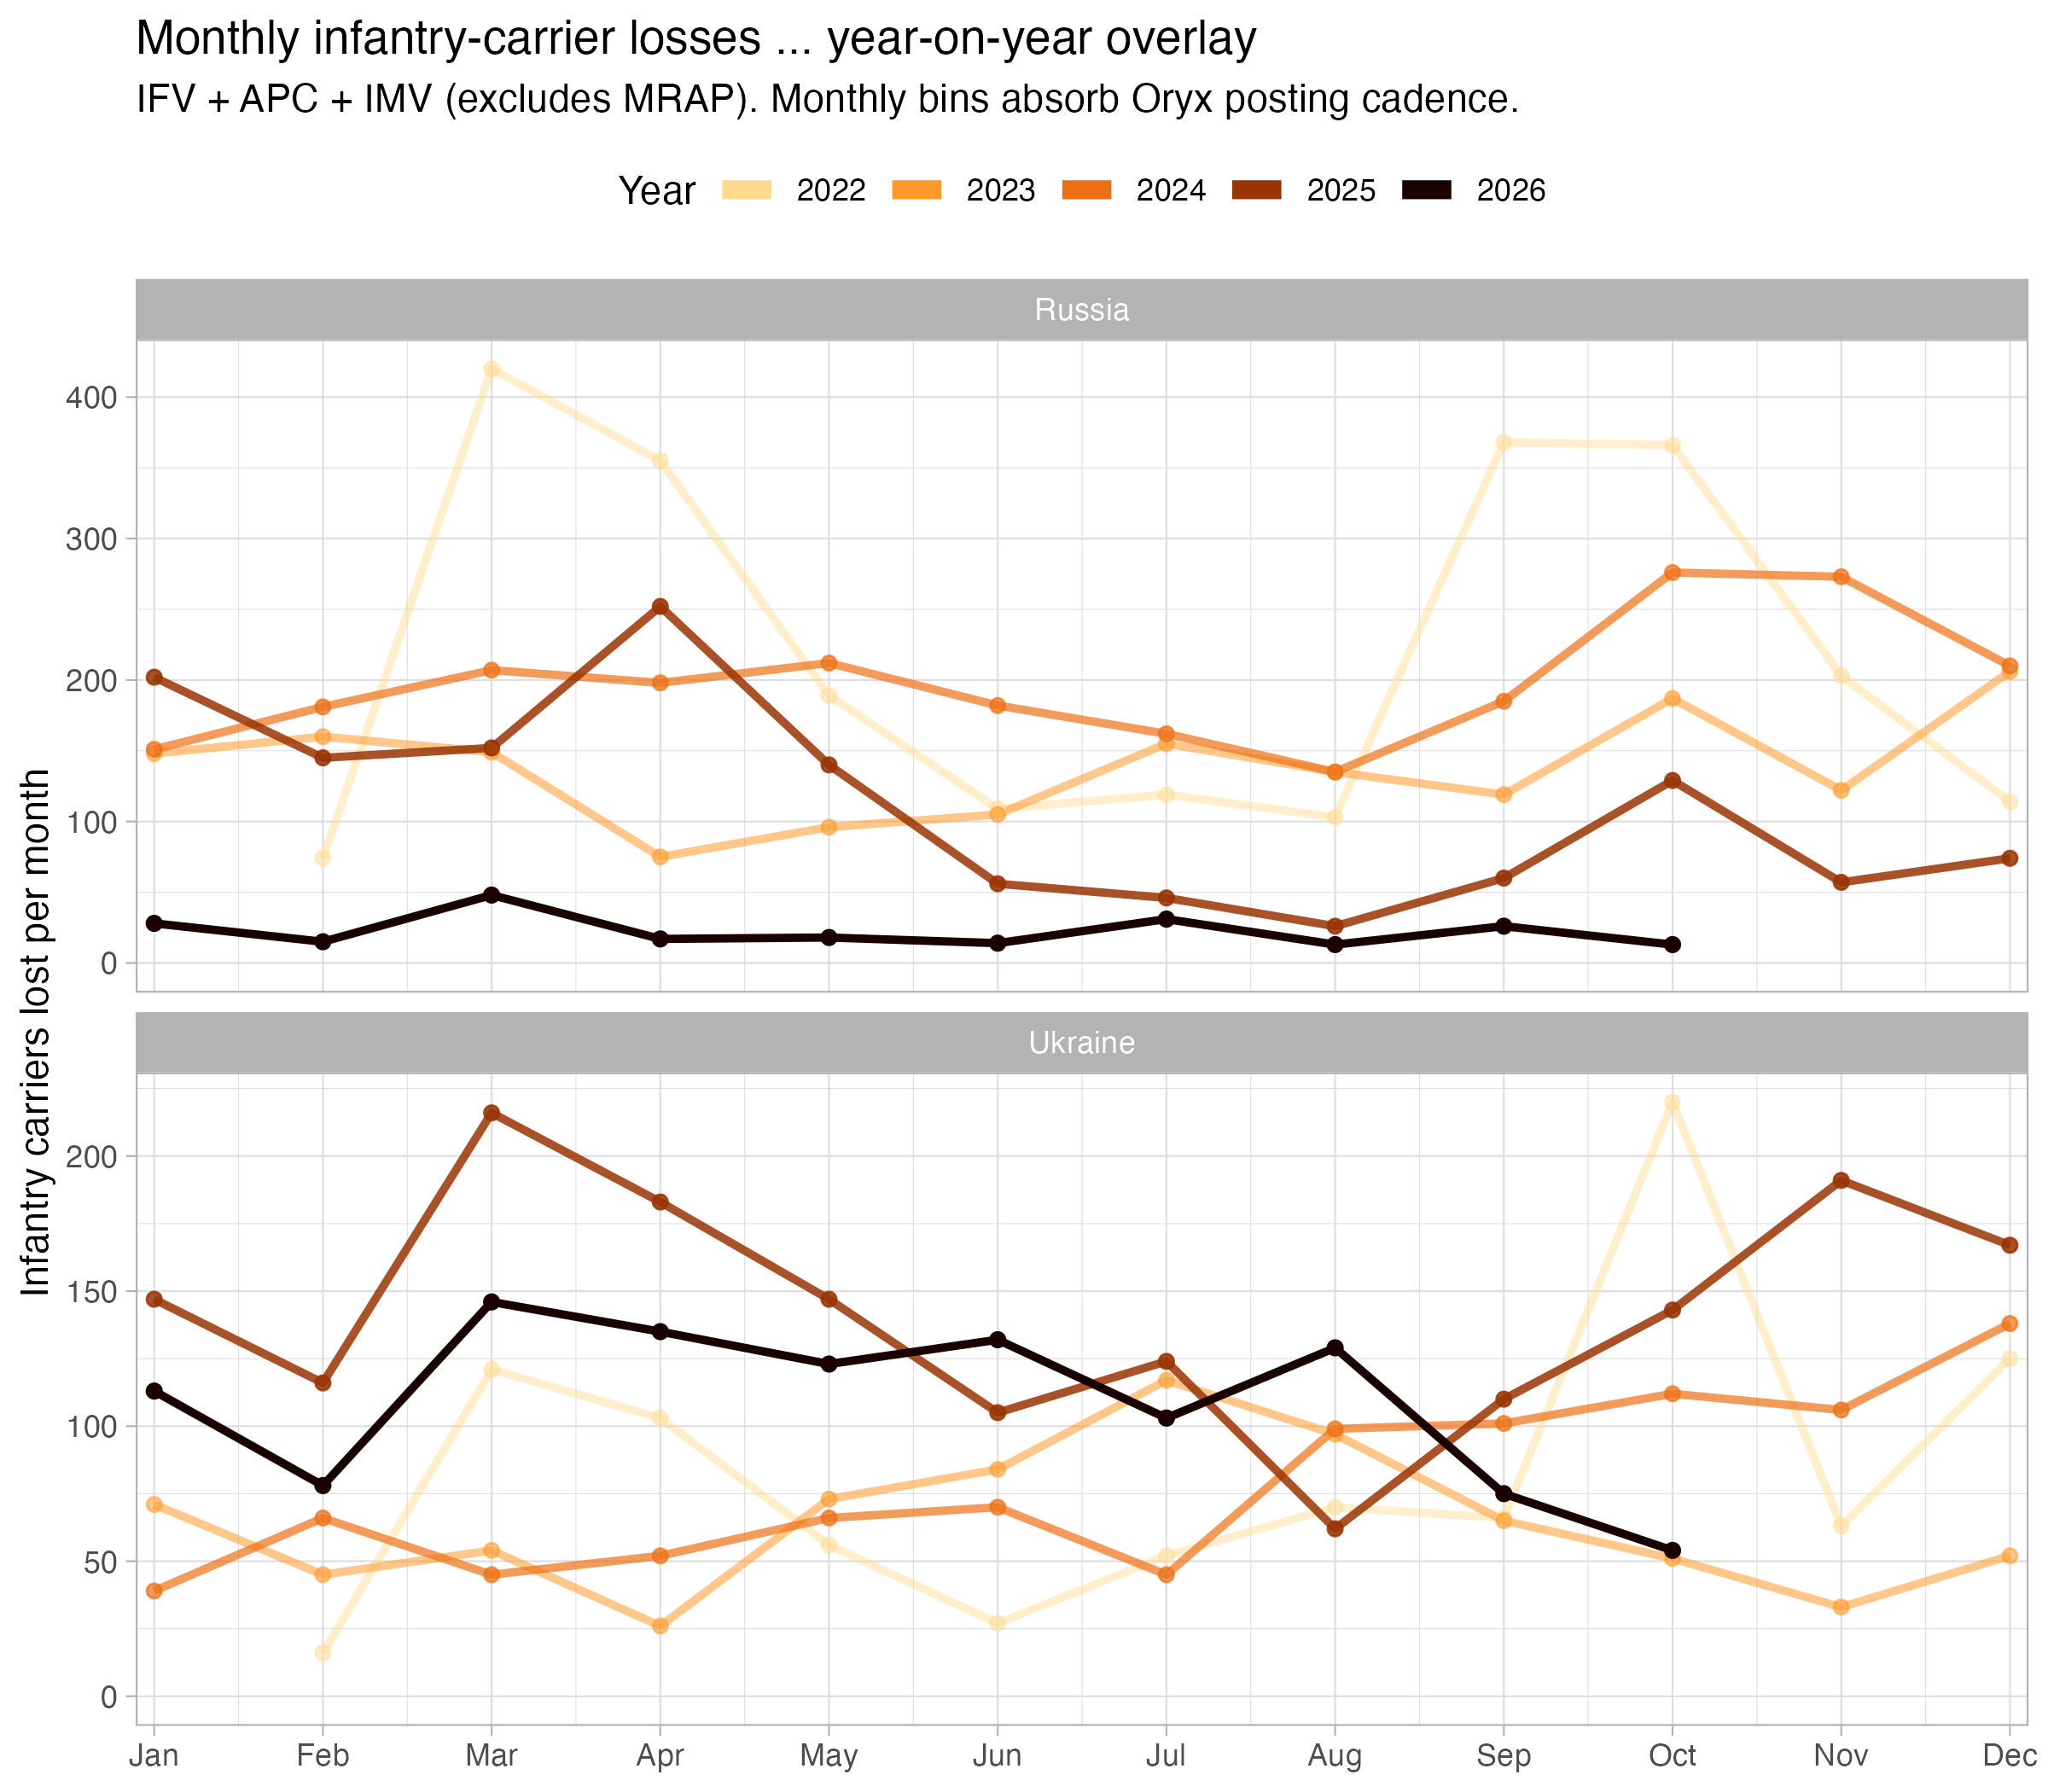 Monthly infantry-carrier losses ... year-on-year overlay
IFV + APC + IMV (excludes MRAP). Monthly bins absorb Oryx posting cadence.
Year 2022 2023 2024 2025 2026
Russia
400
300
200
100
0
Infantry carriers lost per month
Ukraine
200
150
100
50
0
Jan Feb Mar Apr May Jun Jul Aug Sep Oct Nov Dec